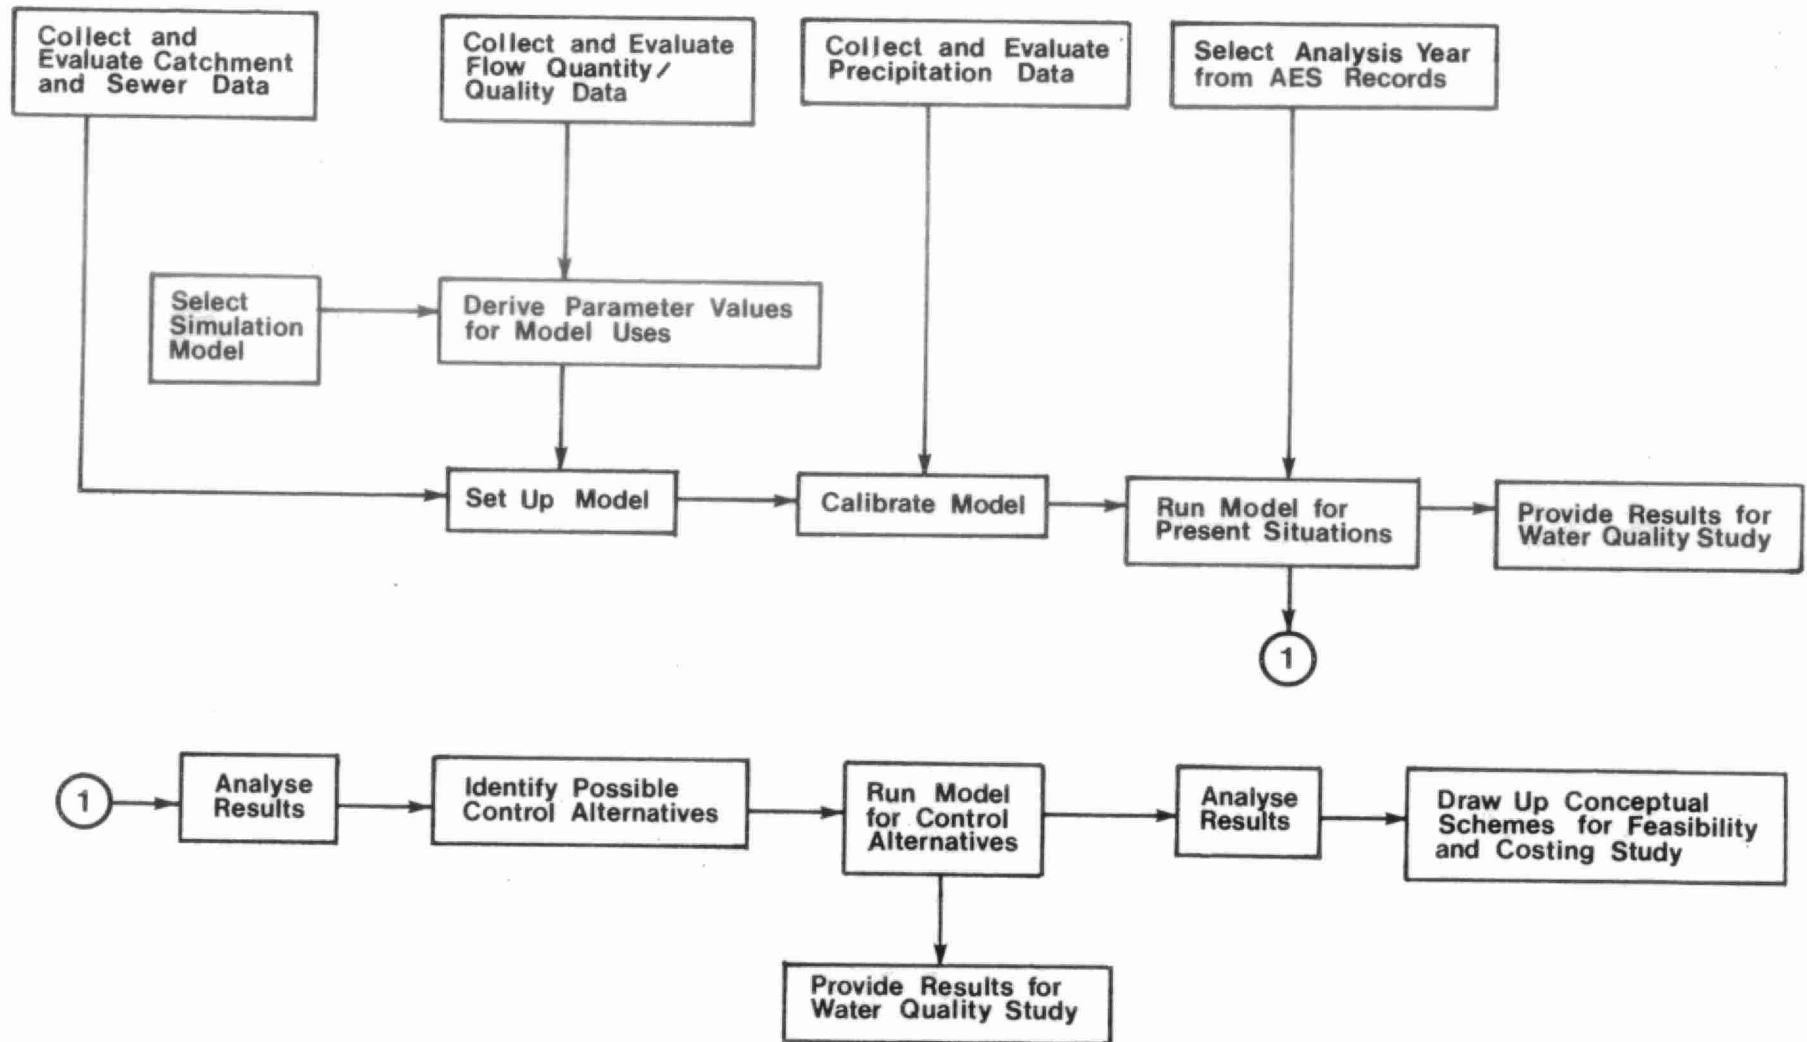 Collect and
Evaluate Catchment
and Sewer Data
Collect and Evaluate
Flow Quantity/
Quality Data
Collect and Evaluate
Precipitation Data
Select Analysis Year
from AES Records
Select
Simulation
Model
Derive Parameter Values
for Model Uses
Set Up Model
Calibrate Model
Run Model for
Present Situations
Provide Results for
Water Quality Study
1
1
Analyse
Results
Identify Possible
Control Alternatives
Run Model
for Control
Alternatives
Analyse
Results
Draw Up Conceptual
Schemes for Feasibility
and Costing Study
Provide Results for
Water Quality Study